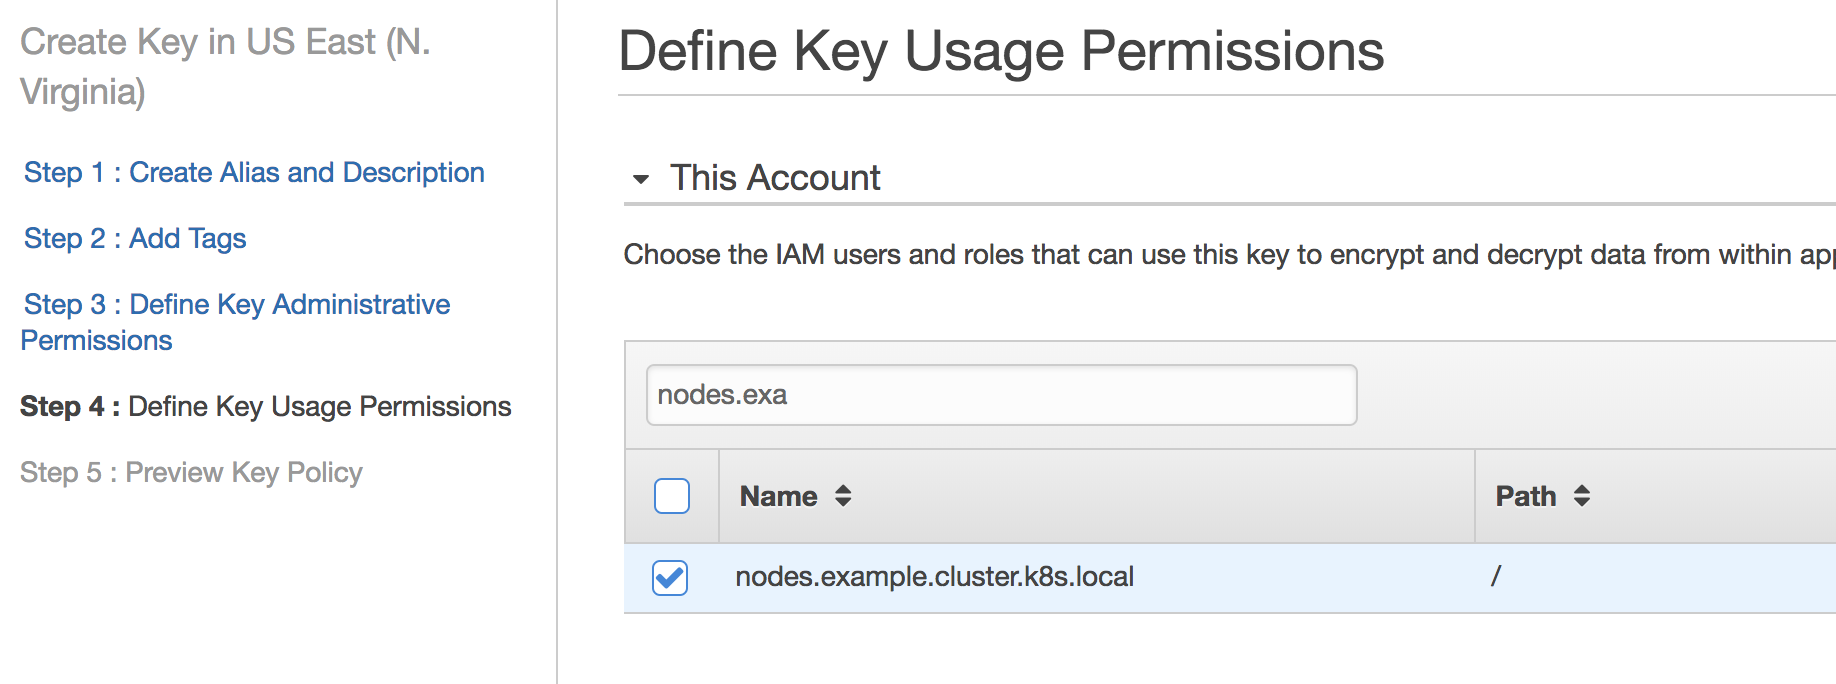 Create Key in US East (N.
Virginia)
Step 1 : Create Alias and Description
Step 2 : Add Tags
Step 3 : Define Key Administrative
Permissions
Step 4 : Define Key Usage Permissions
Step 5 : Preview Key Policy
Define Key Usage Permissions
This Account
Choose the IAM users and roles that can use this key to encrypt and decrypt data from within
nodes.exa
Name Path
nodes.example.cluster.k8s.local /